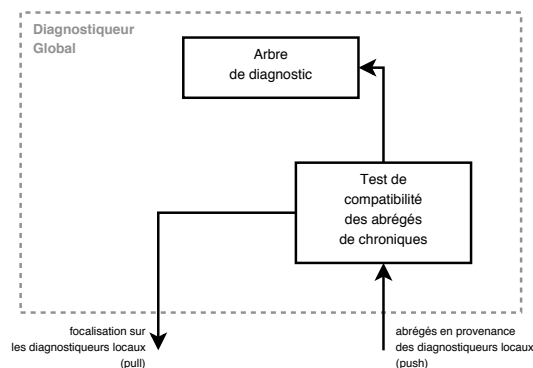 Diagnostiqueur
Global
Arbre
de diagnostic
Test de
compatibilité
des abrégés
de chroniques
focalisation sur
les diagnostiqueurs locaux
(pull)
abrégés en provenance
des diagnostiqueurs locaux
(push)